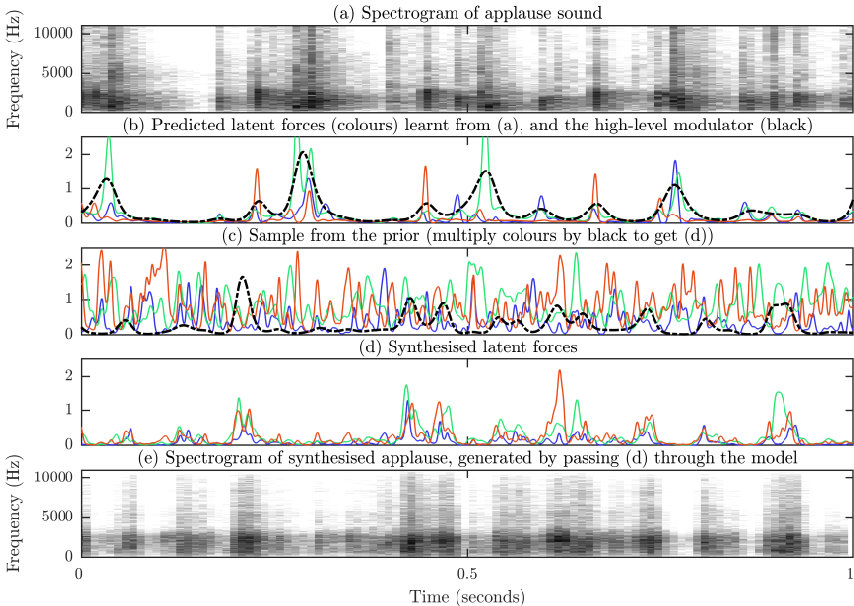 (a) Spectrogram of applause sound
Frequency (Hz)
10000
5000
0
(b) Predicted latent forces (colours) learnt from (a), and the high-level modulator (black)
2
1
0
(c) Sample from the prior (multiply colours by black to get (d))
2
1
0
(d) Synthesised latent forces
2
1
0
(e) Spectrogram of synthesised applause, generated by passing (d) through the model
Frequency (Hz)
10000
5000
0
0 0.5 1
Time (seconds)